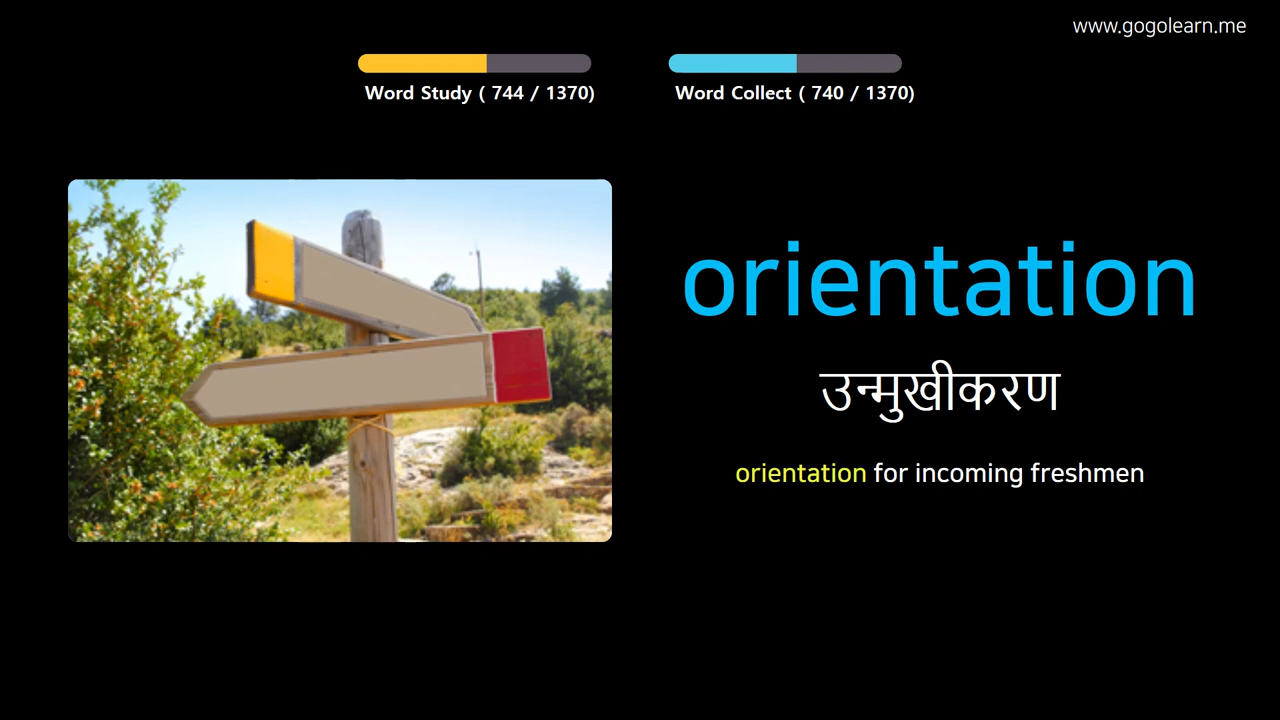 www.gogolearn.me
Word Study ( 744 / 1370)
Word Collect ( 740 / 1370)
orientation
उन्मुखीकरण
orientation for incoming freshmen